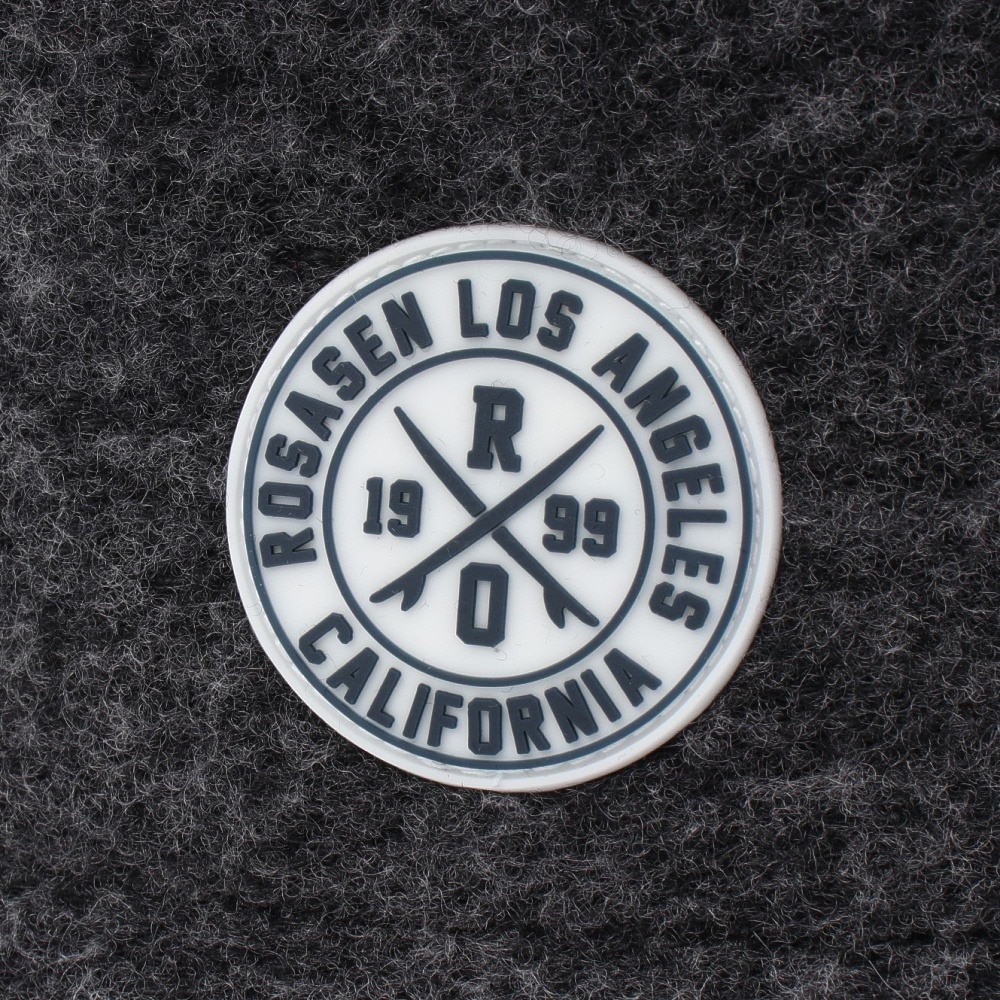 ROSASEN LOS ANGELES
R
19 99
O
CALIFORNIA